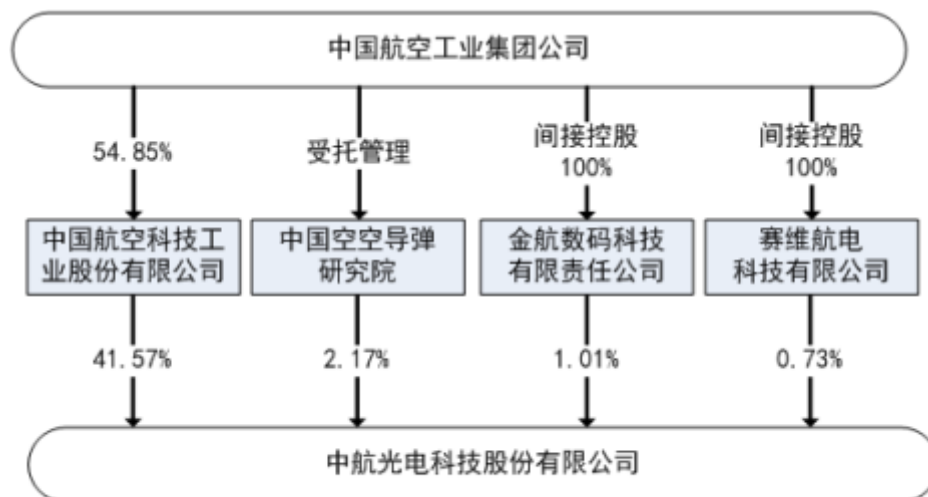 中国航空工业集团公司
54.85%
受托管理
间接控股
100%
间接控股
100%
中国航空科技工
业股份有限公司
中国空空导弹
研究院
金航数码科技
有限责任公司
赛维航电
科技有限公司
41.57%
2.17%
1.01%
0.73%
中航光电科技股份有限公司